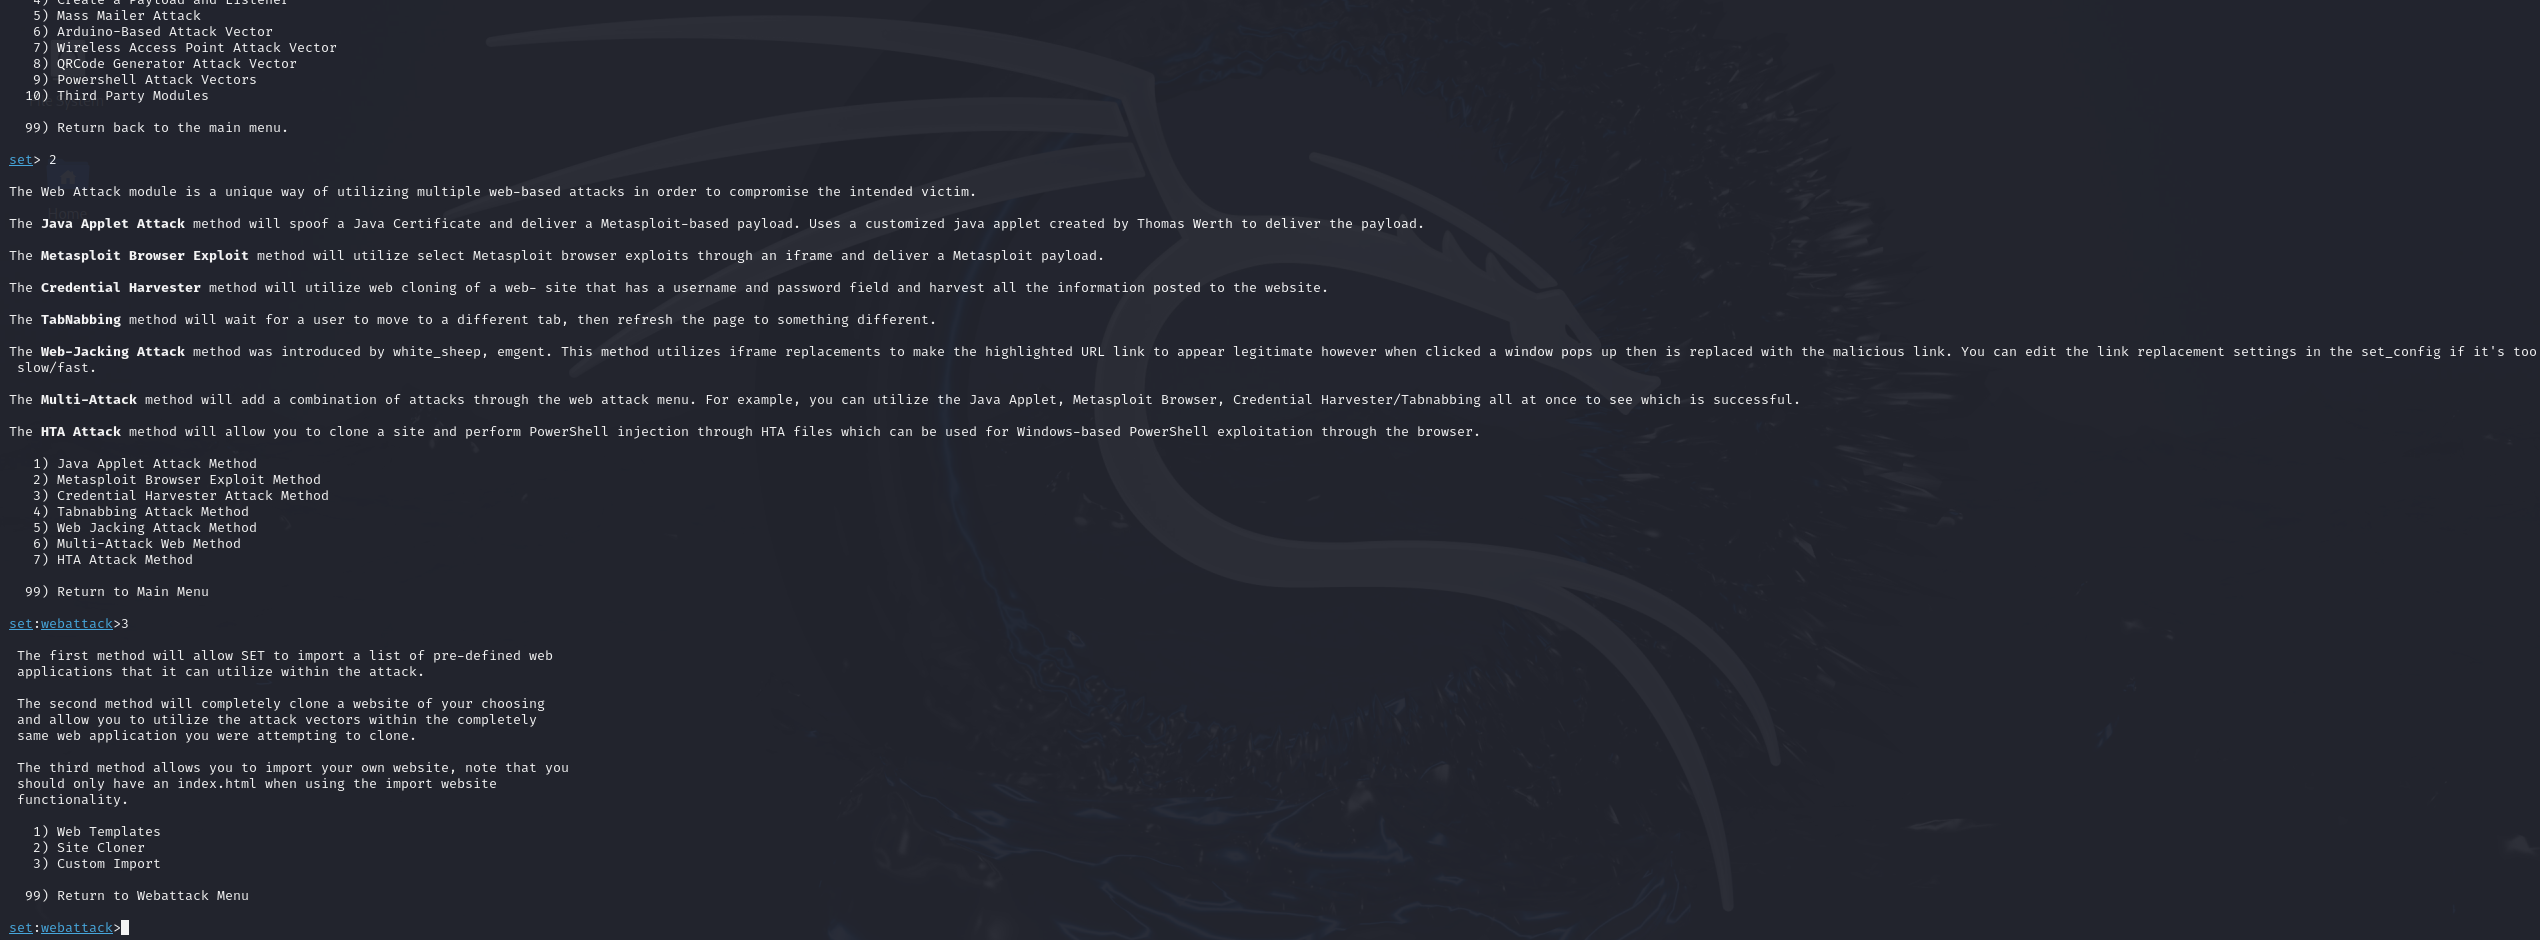 4) Create a Payload and Listener
5) Mass Mailer Attack
6) Arduino-Based Attack Vector
7) Wireless Access Point Attack Vector
8) QRCode Generator Attack Vector
9) Powershell Attack Vectors
10) Third Party Modules
99) Return back to the main menu.
set> 2
The Web Attack module is a unique way of utilizing multiple web-based attacks in order to compromise the intended victim.
The Java Applet Attack method will spoof a Java Certificate and deliver a Metasploit-based payload. Uses a customized java applet created by Thomas Werth to deliver the payload.
The Metasploit Browser Exploit method will utilize select Metasploit browser exploits through an iframe and deliver a Metasploit payload.
The Credential Harvester method will utilize web cloning of a web- site that has a username and password field and harvest all the information posted to the website.
The TabNabbing method will wait for a user to move to a different tab, then refresh the page to something different.
The Web-Jacking Attack method was introduced by white_sheep, emgent. This method utilizes iframe replacements to make the highlighted URL link to appear legitimate however when clicked a window pops up then is replaced with the malicious link. You can edit the link replacement settings in the set_config if it's too
slow/fast.
The Multi-Attack method will add a combination of attacks through the web attack menu. For example, you can utilize the Java Applet, Metasploit Browser, Credential Harvester/Tabnabbing all at once to see which is successful.
The HTA Attack method will allow you to clone a site and perform PowerShell injection through HTA files which can be used for Windows-based PowerShell exploitation through the browser.
1) Java Applet Attack Method
2) Metasploit Browser Exploit Method
3) Credential Harvester Attack Method
4) Tabnabbing Attack Method
5) Web Jacking Attack Method
6) Multi-Attack Web Method
7) HTA Attack Method
99) Return to Main Menu
set:webattack>3
The first method will allow SET to import a list of pre-defined web
applications that it can utilize within the attack.
The second method will completely clone a website of your choosing
and allow you to utilize the attack vectors within the completely
same web application you were attempting to clone.
The third method allows you to import your own website, note that you
should only have an index.html when using the import website
functionality.
1) Web Templates
2) Site Cloner
3) Custom Import
99) Return to Webattack Menu
set:webattack>